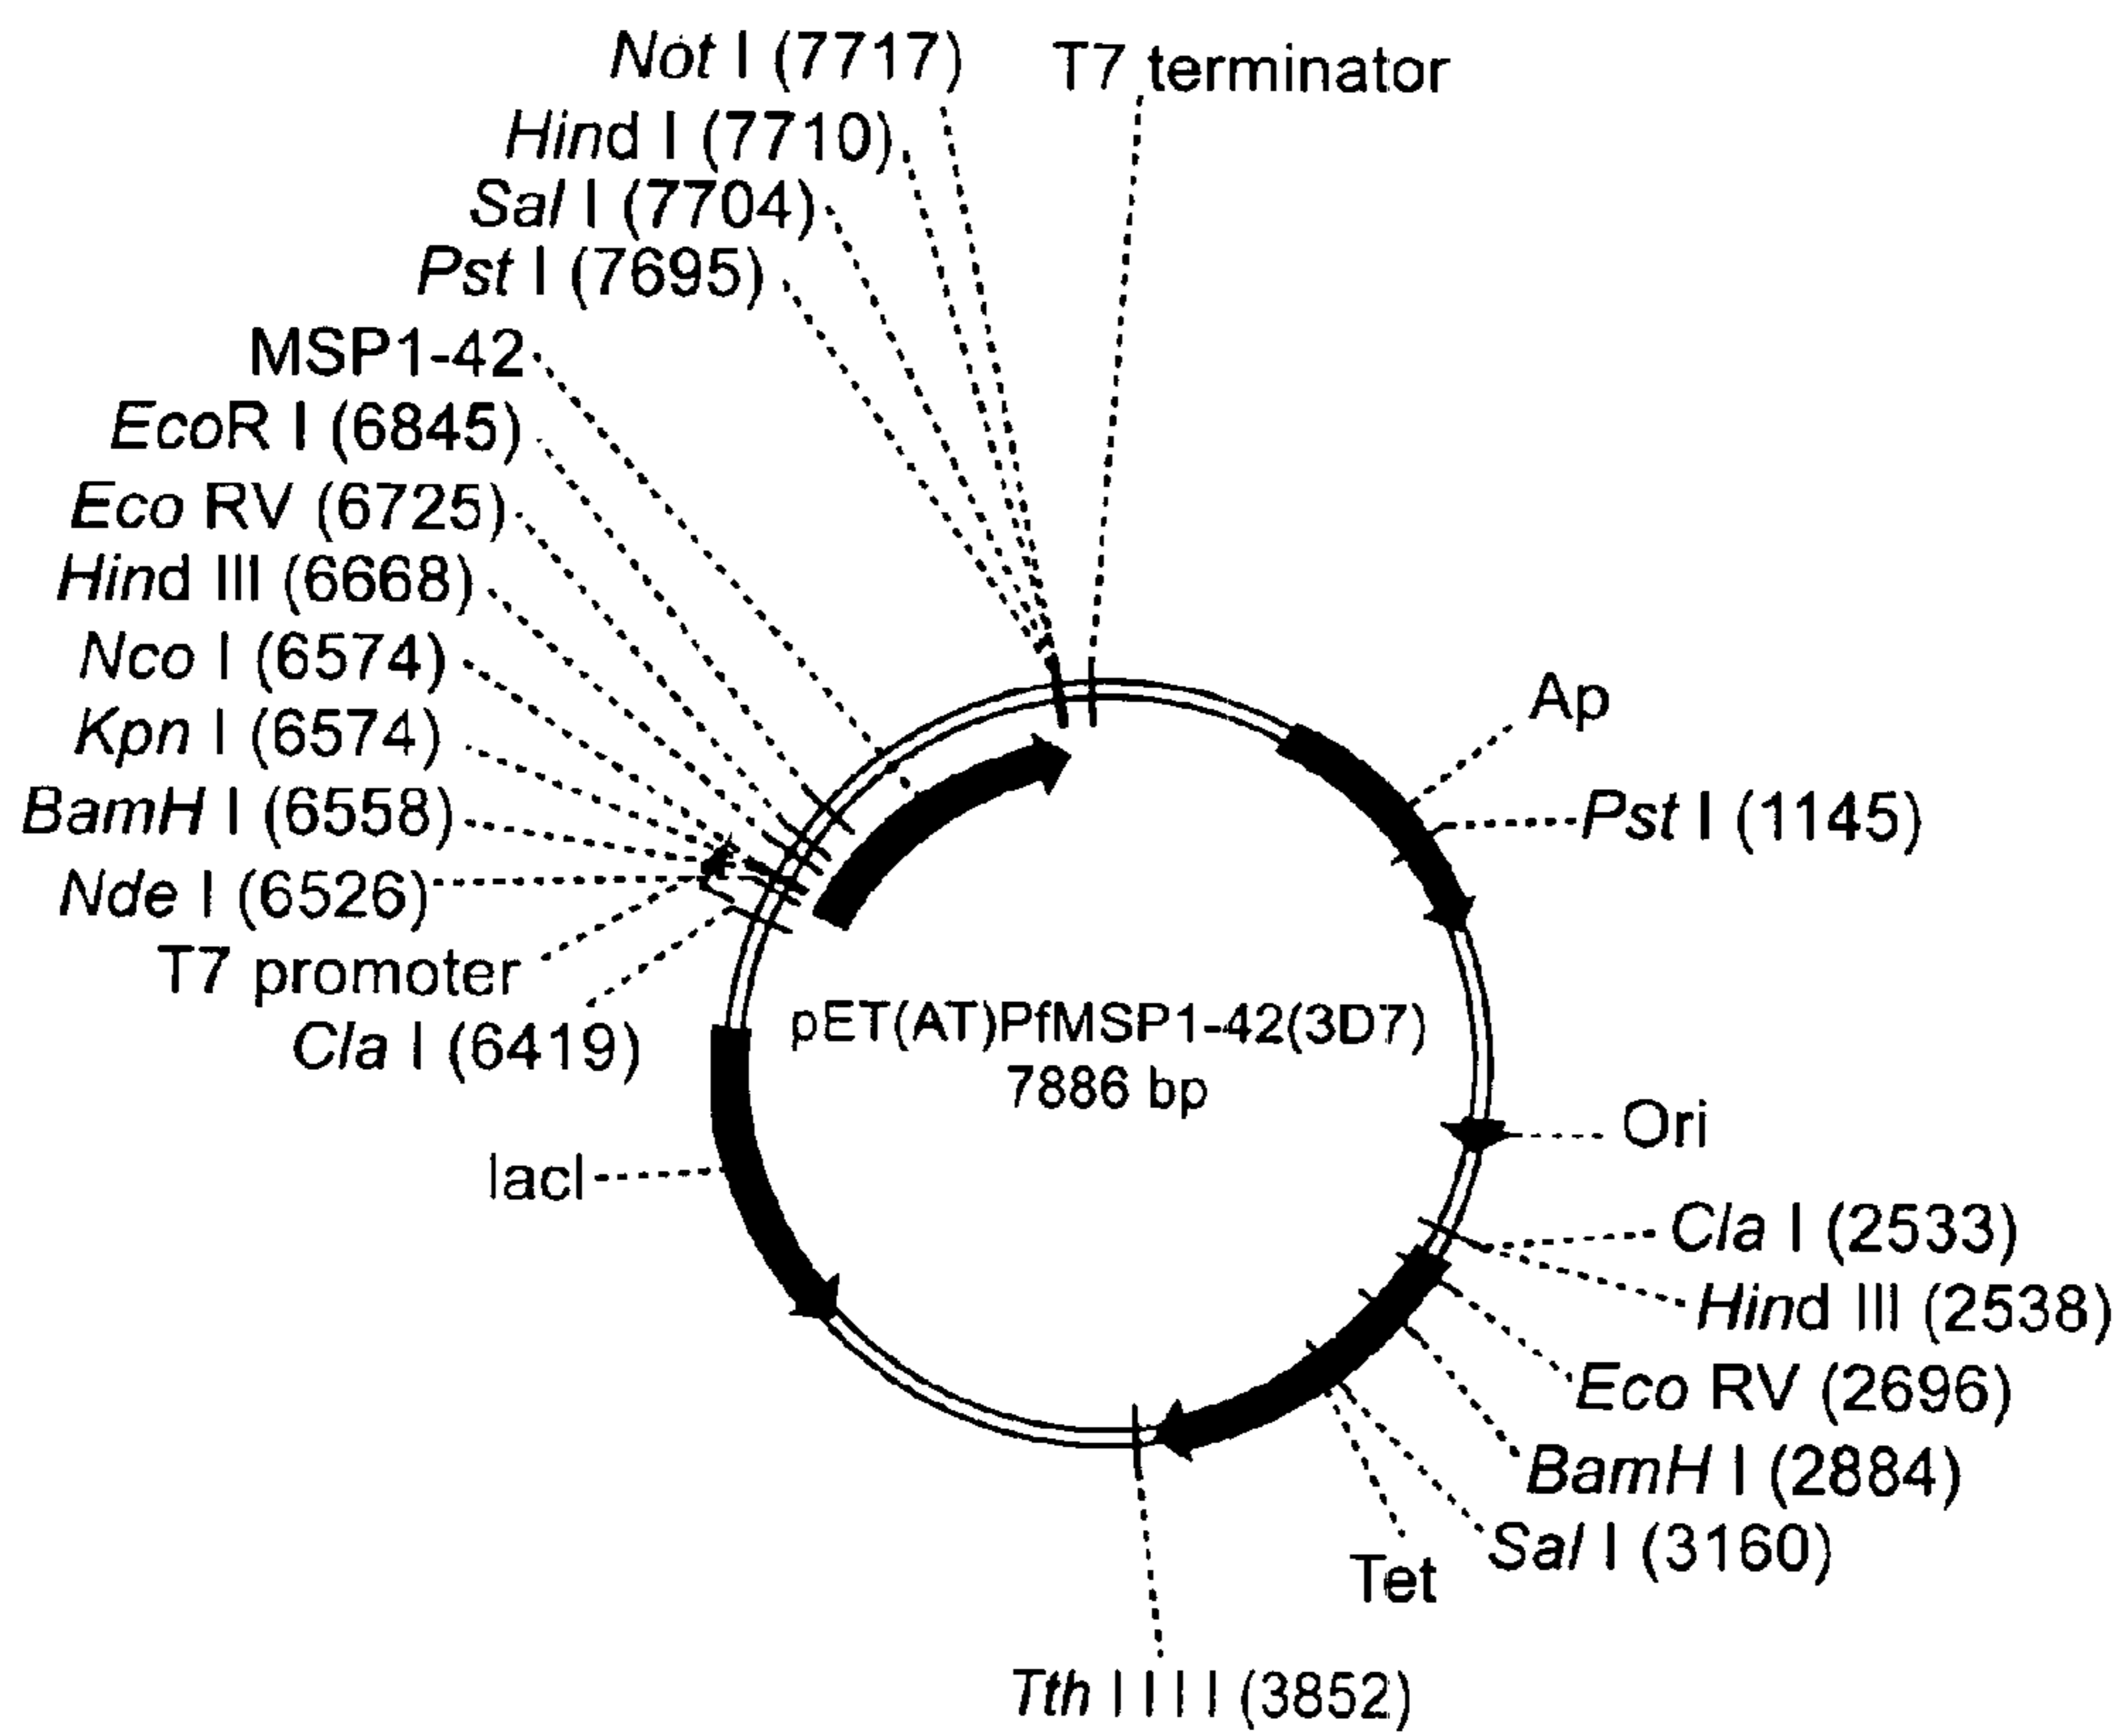 Not I (7717)
T7 terminator
Hind I (7710)
Sal I (7704)
Pst I (7695)
MSP1-42
EcoR I (6845)
Eco RV (6725)
Hind III (6668)
Nco I (6574)
Kpn I (6574)
BamH I (6558)
Nde I (6526)
T7 promoter
Cla I (6419)
lacI
Ap
Pst I (1145)
pET(AT)PfMSP1-42(3D7)
7886 bp
Ori
Cla I (2533)
Hind III (2538)
Eco RV (2696)
BamH I (2884)
Sal I (3160)
Tet
Tth I I I I (3852)